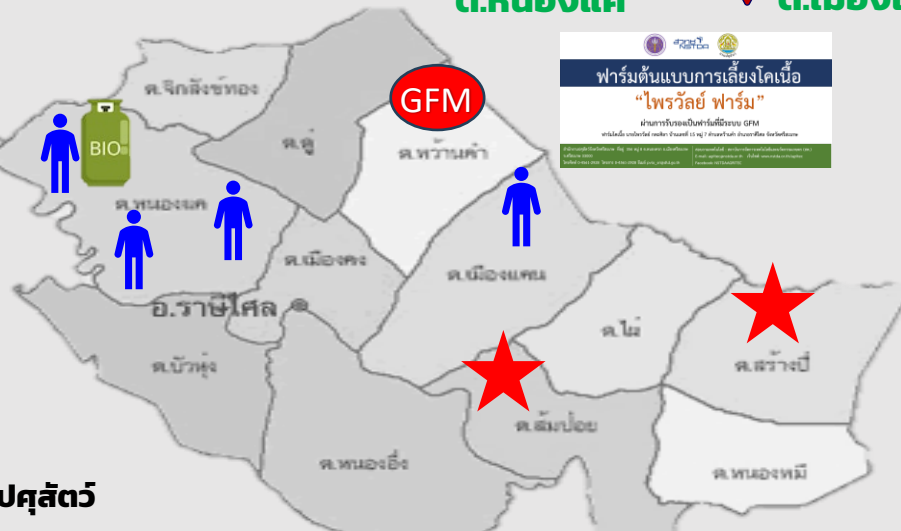 ต.หนองแค
ต.เมือง
สวทช
NSTDA
ฟาร์มต้นแบบการเลี้ยงโคเนื้อ
“ไพรวัลย์ ฟาร์ม”
ผ่านการรับรองเป็นฟาร์มที่มีระบบ GFM
GFM
ต.จิกสังข์ทอง
ต.ดู่
ต.หว้านคำ
BIO
ต.หนองแค
ต.เมืองคง
ต.เมืองแคน
อ.ราษีไศล
ต.ไผ่
ต.บัวหุ่ง
ต.สร้างปี่
ต.ส้มป่อย
ต.หนองอึ่ง
ต.หนองหมี
ปศุสัตว์